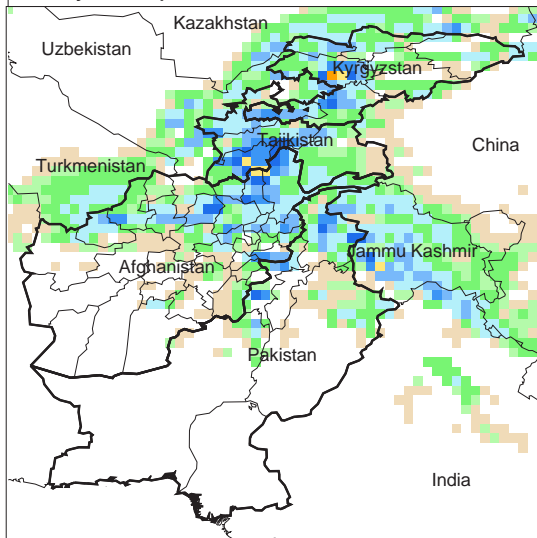 Kazakhstan
Uzbekistan
Kyrgyzstan
Tajikistan
China
Turkmenistan
Jammu Kashmir
Afghanistan
Pakistan
India